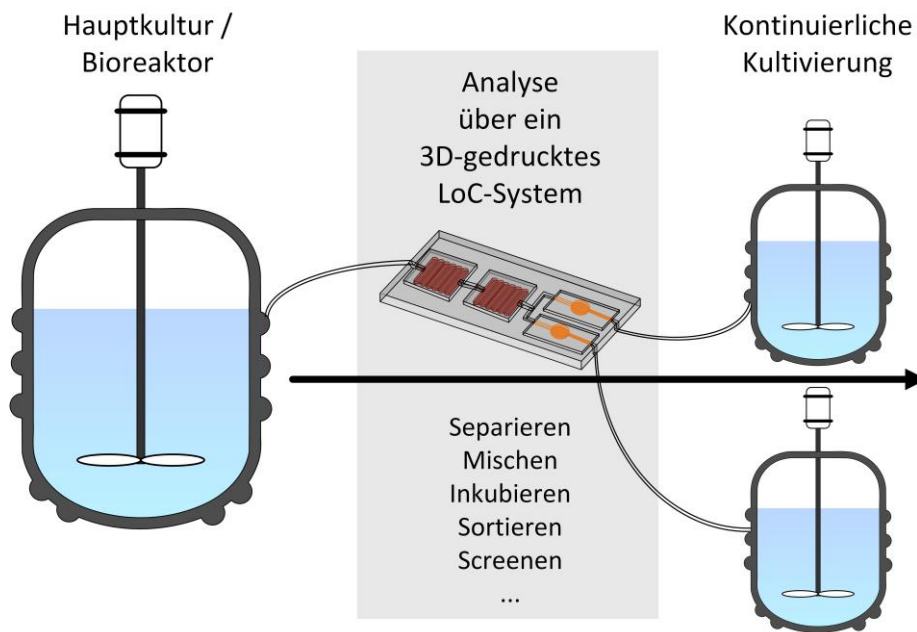 Hauptkultur /
Bioreaktor
Analyse
über ein
3D-gedrucktes
LoC-System
Kontinuierliche
Kultivierung
Separieren
Mischen
Inkubieren
Sortieren
Screenen
...